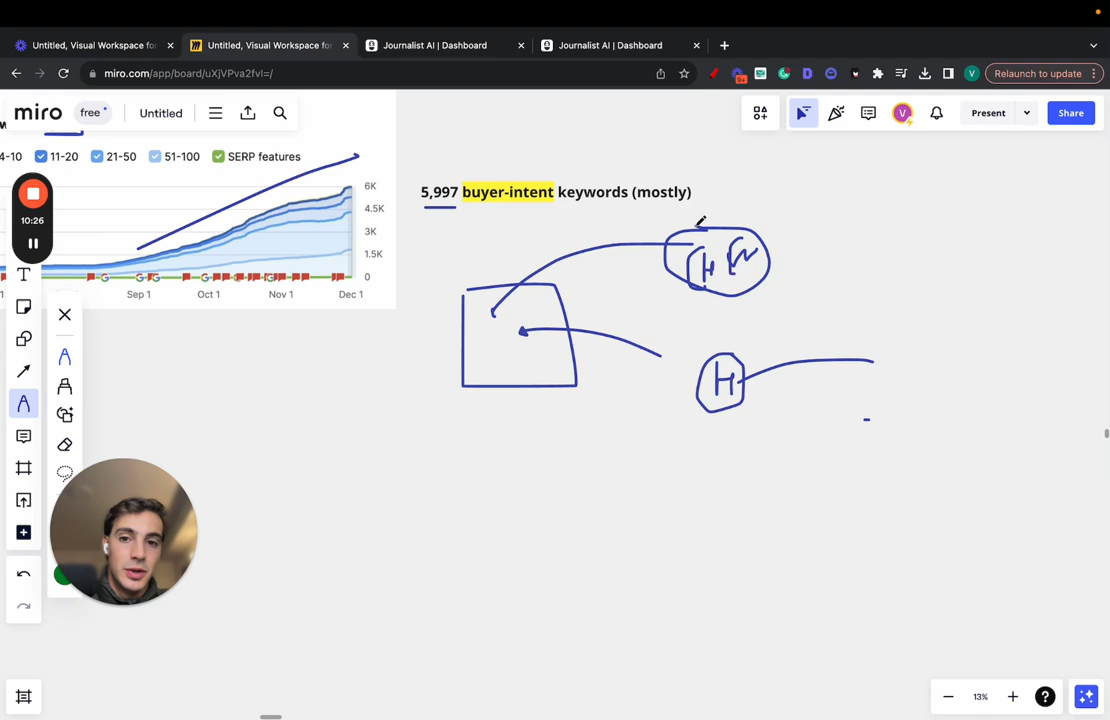 Untitled, Visual Workspace for
Untitled, Visual Workspace for
Journalist AI | Dashboard
Journalist AI | Dashboard
miro.com/app/board/uXjVPva2fvI=/
9+
V
Relaunch to update
miro
free
Untitled
V
Present
Share
4-10
11-20
21-50
51-100
SERP features
6K
4.5K
3K
1.5K
0
Sep 1
Oct 1
Nov 1
Dec 1
10:26
5,997 buyer-intent keywords (mostly)
H
H
13%